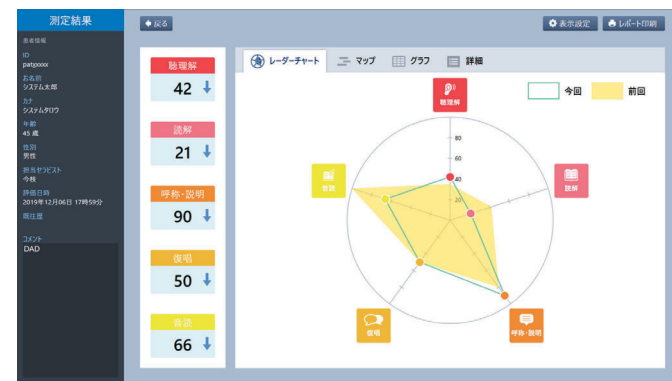 測定結果
戻る
表示設定
レポート印刷
患者情報
ID
patgxxxx
お名前
システム太郎
カナ
システムタロウ
年齢
45 歳
性別
男性
担当セラピスト
今枝
評価日時
2019年12月06日 17時59分
既往歴
コメント
DAD
聴理解
42
読解
21
呼称・説明
90
復唱
50
音読
66
レーダーチャート
マップ
グラフ
詳細
今回
前回
聴理解
80
60
40
20
音読
読解
復唱
呼称・説明